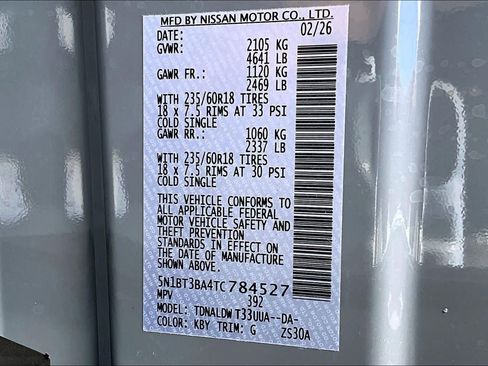 MFD BY NISSAN MOTOR CO., LTD.
DATE: 02/26
GVWR: 2105 KG
4641 LB
GAWR FR.: 1120 KG
2469 LB
WITH 235/60R18 TIRES
18 x 7.5 RIMS AT 33 PSI
COLD SINGLE
GAWR RR.: 1060 KG
2337 LB
WITH 235/60R18 TIRES
18 x 7.5 RIMS AT 30 PSI
COLD SINGLE
THIS VEHICLE CONFORMS TO
ALL APPLICABLE FEDERAL
MOTOR VEHICLE SAFETY AND
THEFT PREVENTION
STANDARDS IN EFFECT ON
THE DATE OF MANUFACTURE
SHOWN ABOVE.
5N1BT3BA4TC784527
MPV 392
MODEL: TDNALDW T33UUA--DA-
COLOR: KBY TRIM: G ZS30A